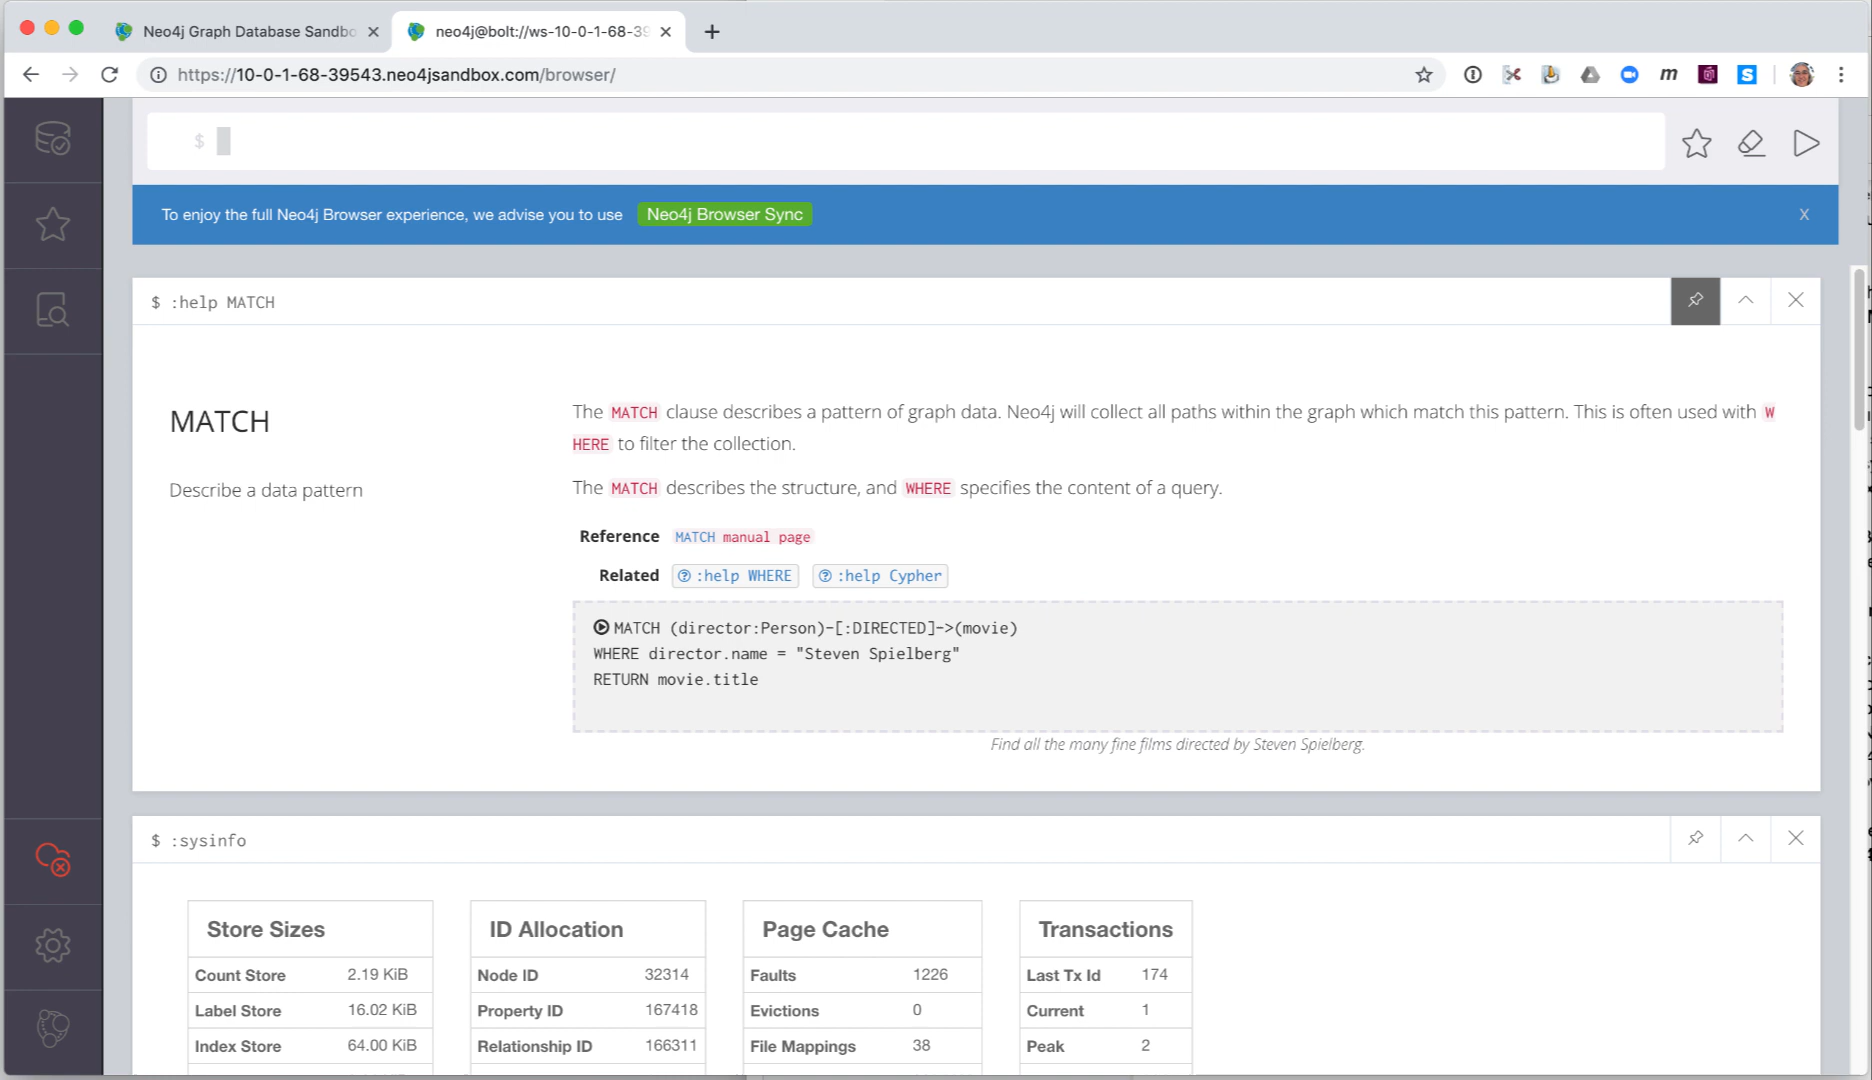 Neo4j Graph Database Sandbo
neo4j@bolt://ws-10-0-1-68-39
https://10-0-1-68-39543.neo4jsandbox.com/browser/
$
To enjoy the full Neo4j Browser experience, we advise you to use Neo4j Browser Sync X
$ :help MATCH
MATCH
Describe a data pattern
The MATCH clause describes a pattern of graph data. Neo4j will collect all paths within the graph which match this pattern. This is often used with W
HERE to filter the collection.
The MATCH describes the structure, and WHERE specifies the content of a query.
Reference MATCH manual page
Related :help WHERE :help Cypher
MATCH (director:Person)-[:DIRECTED]->(movie)
WHERE director.name = "Steven Spielberg"
RETURN movie.title
Find all the many fine films directed by Steven Spielberg.
$ :sysinfo
Store Sizes ID Allocation Page Cache Transactions
Count Store 2.19 KiB Node ID 32314 Faults 1226 Last Tx Id 174
Label Store 16.02 KiB Property ID 167418 Evictions 0 Current 1
Index Store 64.00 KiB Relationship ID 166311 File Mappings 38 Peak 2